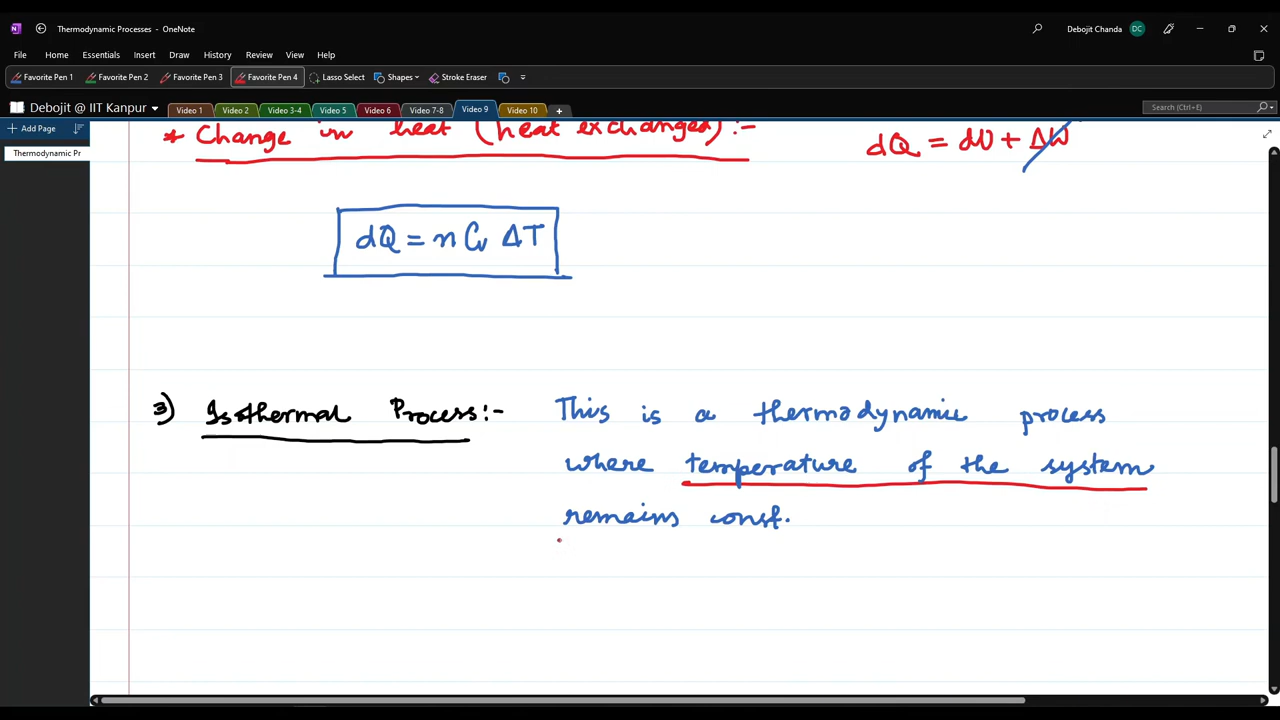 Thermodynamic Processes - OneNote
Debojit Chanda DC
File Home Essentials Insert Draw History Review View Help
Favorite Pen 1 Favorite Pen 2 Favorite Pen 3 Favorite Pen 4 Lasso Select Shapes Stroke Eraser
Debojit @ IIT Kanpur Video 1 Video 2 Video 3-4 Video 5 Video 6 Video 7-8 Video 9 Video 10 + Search (Ctrl+E)
+ Add Page
Thermodynamic Pr
* Change in heat (heat exchanged) :- dQ = dU + ΔW
dQ = n Cv ΔT
3) Isothermal Process:- This is a thermodynamic process
where temperature of the system
remains const.